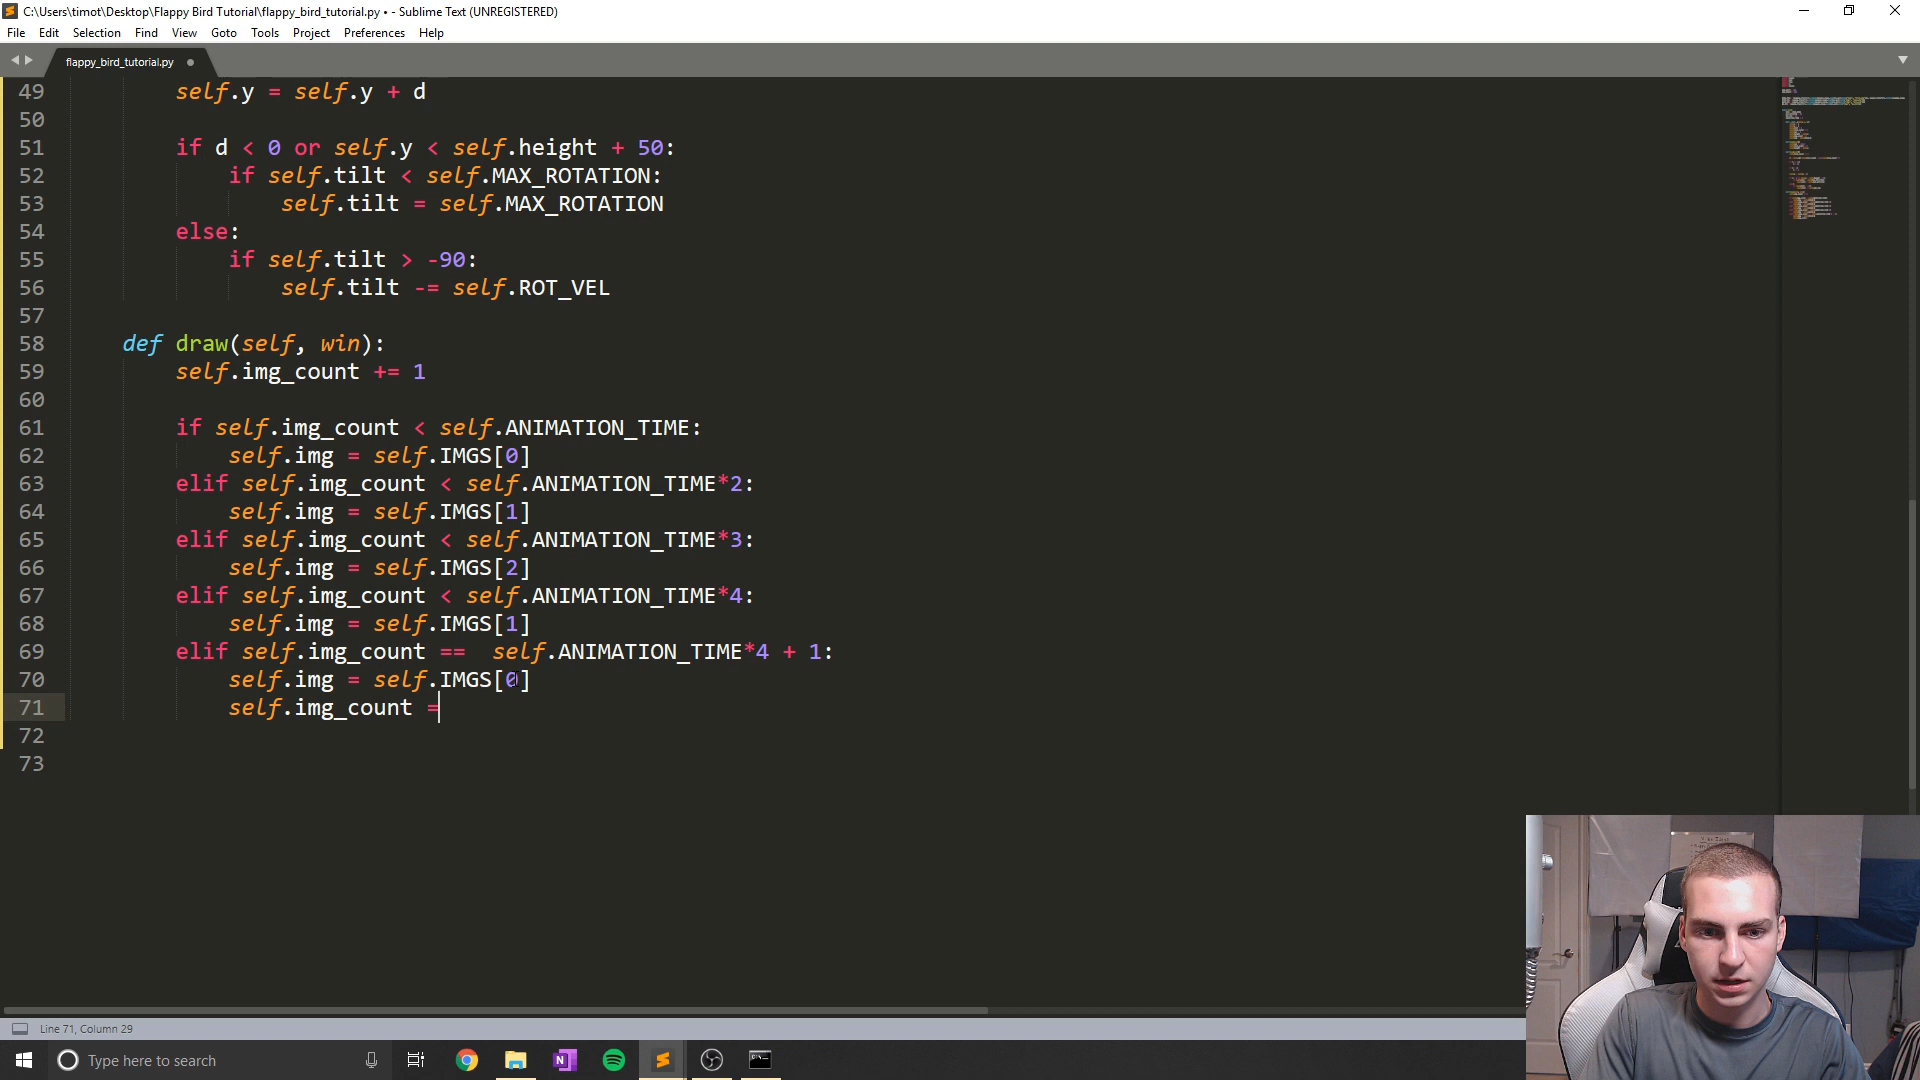 C:\Users\timot\Desktop\Flappy Bird Tutorial\flappy_bird_tutorial.py • - Sublime Text (UNREGISTERED)
File Edit Selection Find View Goto Tools Project Preferences Help
flappy_bird_tutorial.py
49 self.y = self.y + d
50
51 if d < 0 or self.y < self.height + 50:
52 if self.tilt < self.MAX_ROTATION:
53 self.tilt = self.MAX_ROTATION
54 else:
55 if self.tilt > -90:
56 self.tilt -= self.ROT_VEL
57
58 def draw(self, win):
59 self.img_count += 1
60
61 if self.img_count < self.ANIMATION_TIME:
62 self.img = self.IMGS[0]
63 elif self.img_count < self.ANIMATION_TIME*2:
64 self.img = self.IMGS[1]
65 elif self.img_count < self.ANIMATION_TIME*3:
66 self.img = self.IMGS[2]
67 elif self.img_count < self.ANIMATION_TIME*4:
68 self.img = self.IMGS[1]
69 elif self.img_count ==  self.ANIMATION_TIME*4 + 1:
70 self.img = self.IMGS[0]
71 self.img_count =
72
73
Line 71, Column 29
Type here to search